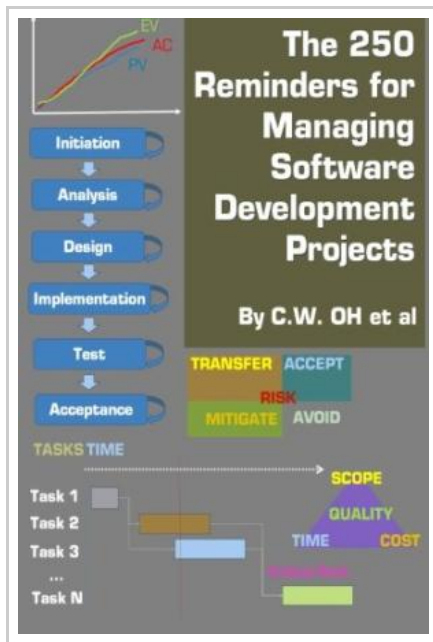 EV
AC
PV
The 250
Reminders for
Managing
Software
Development
Projects
By C.W. OH et al
Initiation
Analysis
Design
Implementation
Test
Acceptance
TRANSFER ACCEPT
RISK
MITIGATE AVOID
TASKS TIME
Task 1
Task 2
Task 3
...
Task N
SCOPE
QUALITY
TIME COST